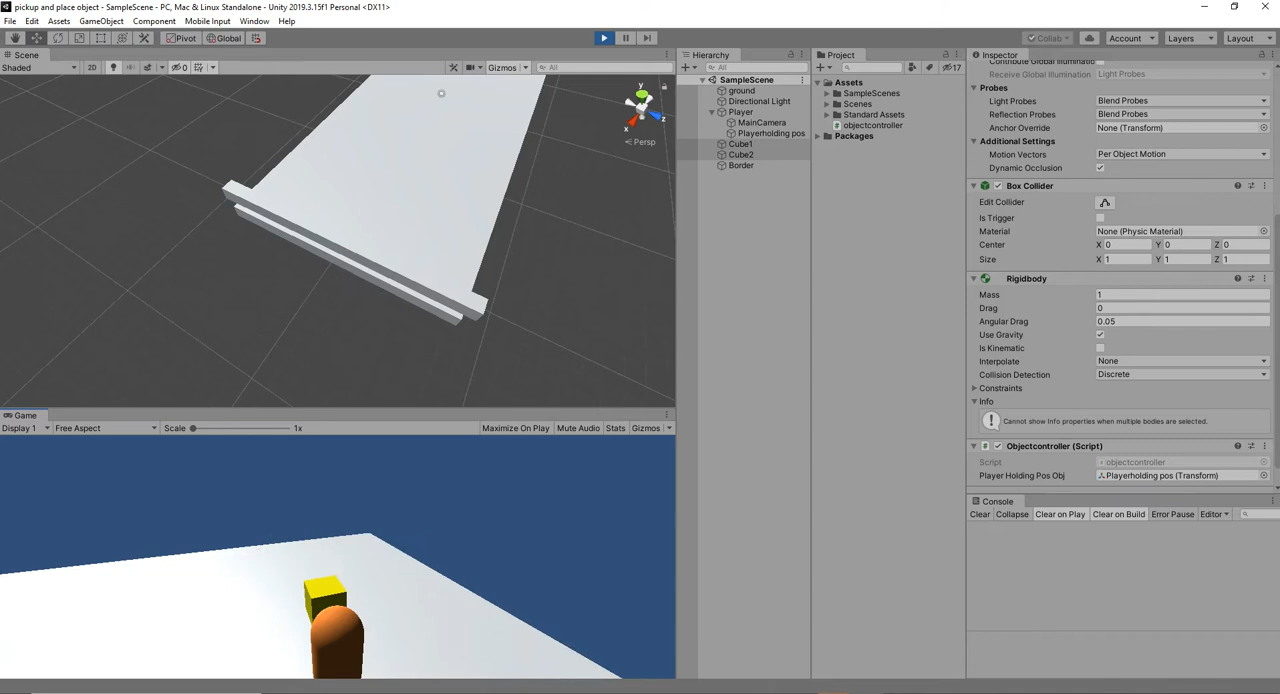 pickup and place object - SampleScene - PC, Mac & Linux Standalone - Unity 2019.3.15f1 Personal <DX11>
File Edit Assets GameObject Component Mobile Input Window Help
Pivot Global Collab Account Layers Layout
Scene
Shaded 2D 0 Gizmos All
y
x
z
Persp
Game
Display 1 Free Aspect Scale 1x Maximize On Play Mute Audio Stats Gizmos
Hierarchy
All
SampleScene
ground
Directional Light
Player
MainCamera
Playerholding pos
Cube1
Cube2
Border
Project
17
Assets
SampleScenes
Scenes
Standard Assets
objectcontroller
Packages
Inspector
Contribute Global Illumination
Receive Global Illumination Light Probes
Probes
Light Probes Blend Probes
Reflection Probes Blend Probes
Anchor Override None (Transform)
Additional Settings
Motion Vectors Per Object Motion
Dynamic Occlusion
Box Collider
Edit Collider
Is Trigger
Material None (Physic Material)
Center X 0 Y 0 Z 0
Size X 1 Y 1 Z 1
Rigidbody
Mass 1
Drag 0
Angular Drag 0.05
Use Gravity
Is Kinematic
Interpolate None
Collision Detection Discrete
Constraints
Info
Cannot show Info properties when multiple bodies are selected.
Objectcontroller (Script)
Script objectcontroller
Player Holding Pos Obj Playerholding pos (Transform)
Console
Clear Collapse Clear on Play Clear on Build Error Pause Editor